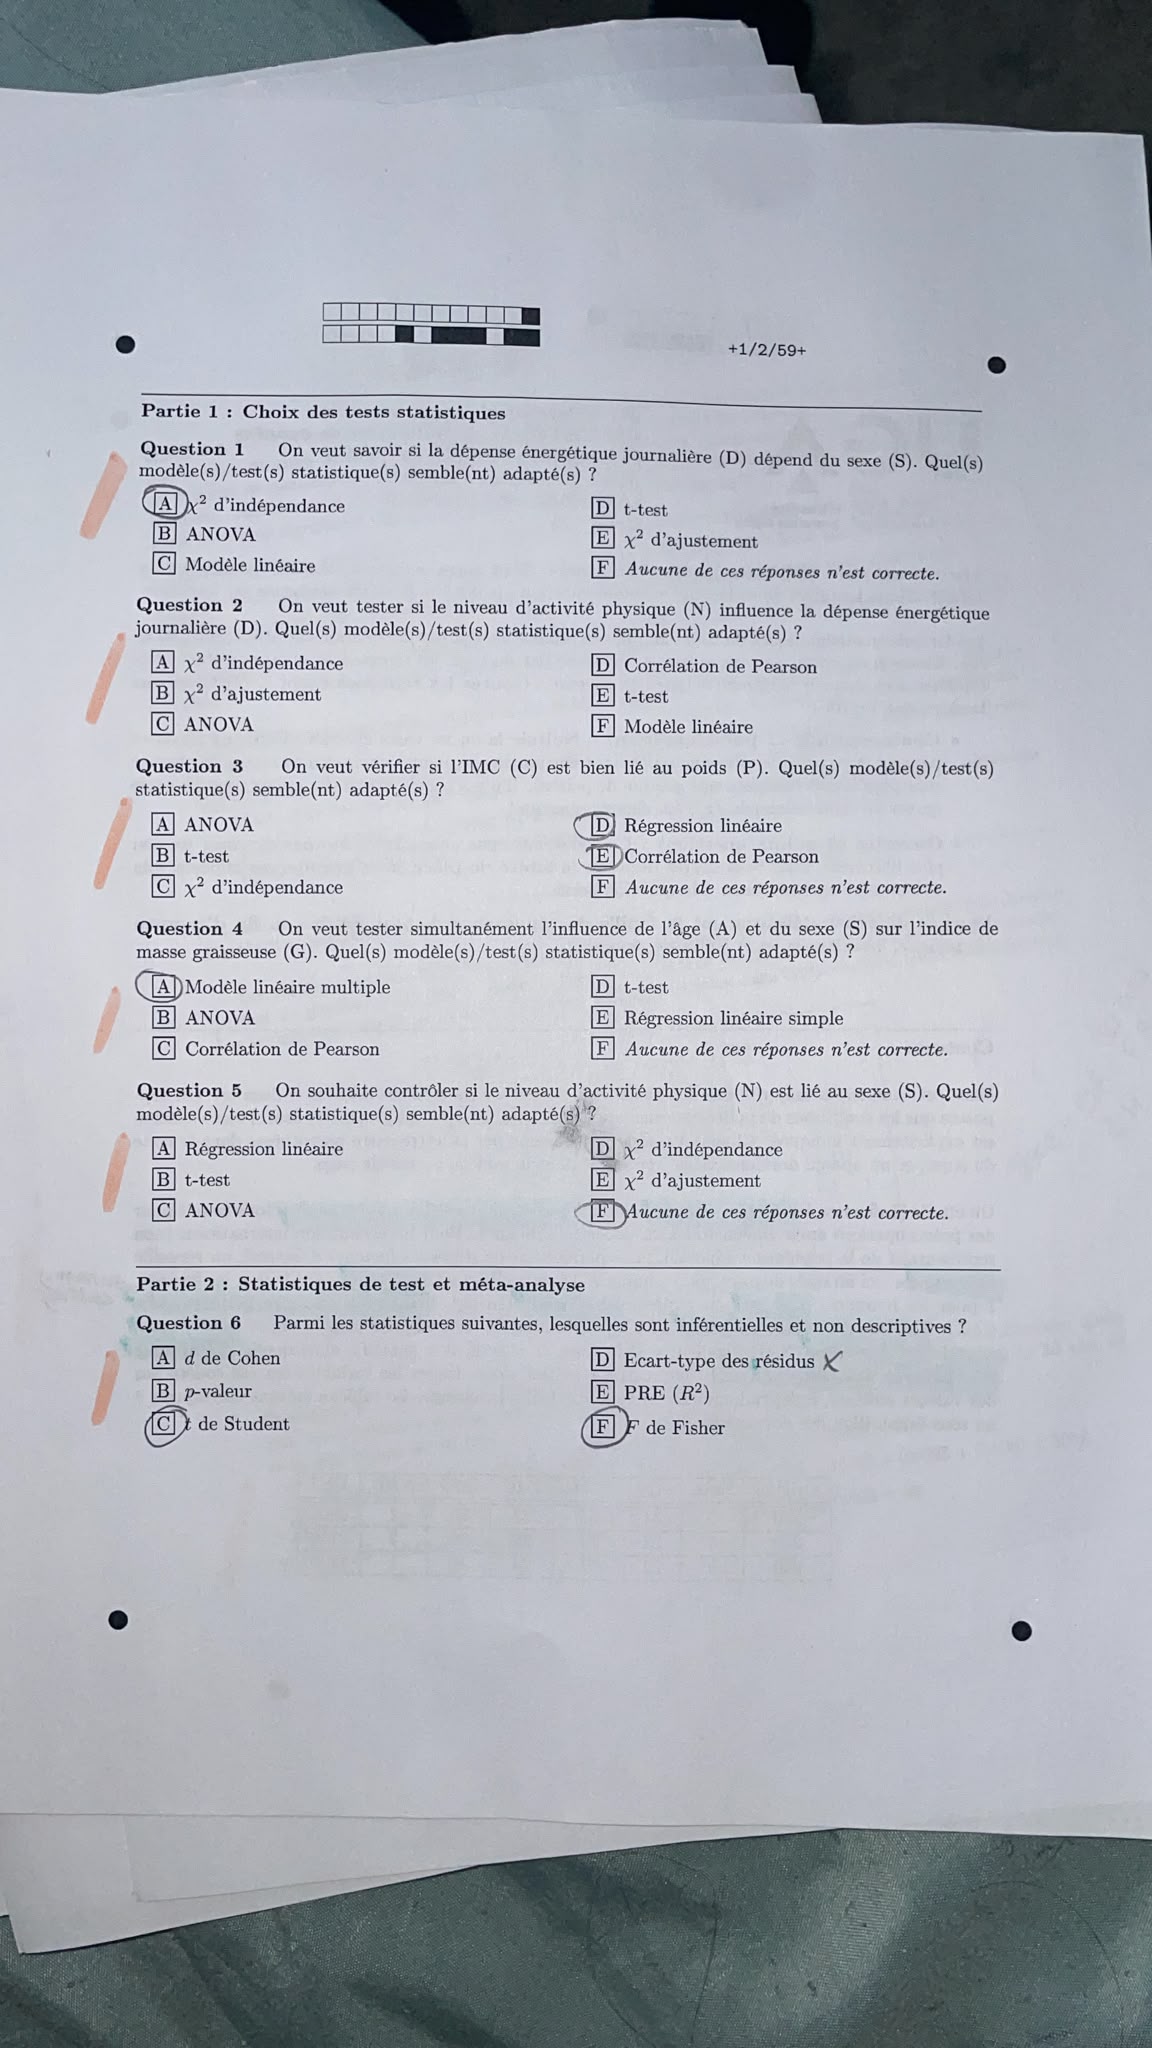 +1/2/59+
Partie 1 : Choix des tests statistiques
Question 1 On veut savoir si la dépense énergétique journalière (D) dépend du sexe (S). Quel(s)
modèle(s)/test(s) statistique(s) semble(nt) adapté(s) ?
A χ² d'indépendance
B ANOVA
C Modèle linéaire
D t-test
E χ² d'ajustement
F Aucune de ces réponses n'est correcte.
Question 2 On veut tester si le niveau d'activité physique (N) influence la dépense énergétique
journalière (D). Quel(s) modèle(s)/test(s) statistique(s) semble(nt) adapté(s) ?
A χ² d'indépendance
B χ² d'ajustement
C ANOVA
D Corrélation de Pearson
E t-test
F Modèle linéaire
Question 3 On veut vérifier si l'IMC (C) est bien lié au poids (P). Quel(s) modèle(s)/test(s)
statistique(s) semble(nt) adapté(s) ?
A ANOVA
B t-test
C χ² d'indépendance
D Régression linéaire
E Corrélation de Pearson
F Aucune de ces réponses n'est correcte.
Question 4 On veut tester simultanément l'influence de l'âge (A) et du sexe (S) sur l'indice de
masse graisseuse (G). Quel(s) modèle(s)/test(s) statistique(s) semble(nt) adapté(s) ?
A Modèle linéaire multiple
B ANOVA
C Corrélation de Pearson
D t-test
E Régression linéaire simple
F Aucune de ces réponses n'est correcte.
Question 5 On souhaite contrôler si le niveau d'activité physique (N) est lié au sexe (S). Quel(s)
modèle(s)/test(s) statistique(s) semble(nt) adapté(s) ?
A Régression linéaire
B t-test
C ANOVA
D χ² d'indépendance
E χ² d'ajustement
F Aucune de ces réponses n'est correcte.
Partie 2 : Statistiques de test et méta-analyse
Question 6 Parmi les statistiques suivantes, lesquelles sont inférentielles et non descriptives ?
A d de Cohen
B p-valeur
C t de Student
D Ecart-type des résidus X
E PRE (R²)
F F de Fisher